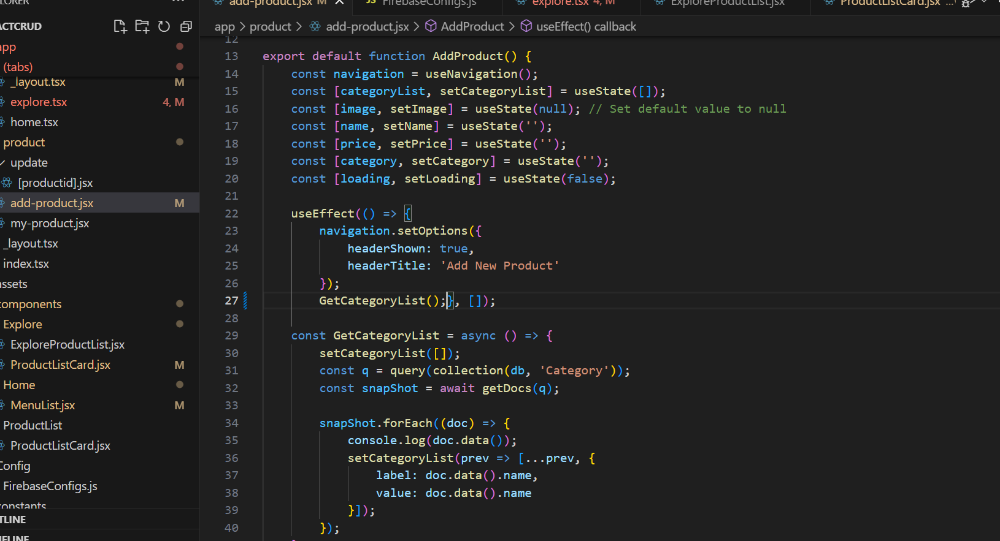 add-product.jsx M
JS FirebaseConfigs.js
explore.tsx 4, M
ExploreProductList.jsx
ProductListCard.jsx ...
ACTCRUD
app
(tabs)
_layout.tsx M
explore.tsx 4, M
home.tsx
product
update
[productid].jsx
add-product.jsx M
my-product.jsx
_layout.tsx
index.tsx
assets
components
Explore
ExploreProductList.jsx
ProductListCard.jsx M
Home
MenuList.jsx M
ProductList
ProductListCard.jsx
Config
FirebaseConfigs.js
constants
TLINE
app > product > add-product.jsx > AddProduct > useEffect() callback
12
13 export default function AddProduct() {
14 const navigation = useNavigation();
15 const [categoryList, setCategoryList] = useState([]);
16 const [image, setImage] = useState(null); // Set default value to null
17 const [name, setName] = useState('');
18 const [price, setPrice] = useState('');
19 const [category, setCategory] = useState('');
20 const [loading, setLoading] = useState(false);
21
22 useEffect(() => {
23 navigation.setOptions({
24 headerShown: true,
25 headerTitle: 'Add New Product'
26 });
27 GetCategoryList();}, []);
28
29 const GetCategoryList = async () => {
30 setCategoryList([]);
31 const q = query(collection(db, 'Category'));
32 const snapShot = await getDocs(q);
33
34 snapShot.forEach((doc) => {
35 console.log(doc.data());
36 setCategoryList(prev => [...prev, {
37 label: doc.data().name,
38 value: doc.data().name
39 }]);
40 });